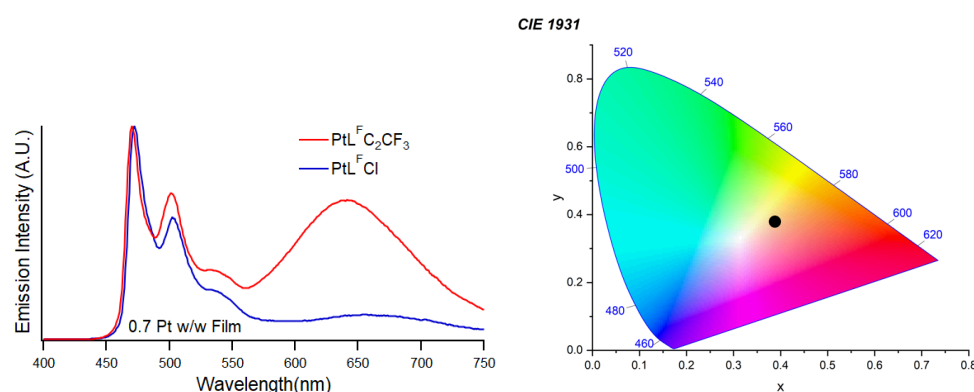 CIE 1931
Emission Intensity (A.U.)
PtL^F C₂CF₃
PtL^F Cl
0.7 Pt w/w Film
400 450 500 550 600 650 700 750
Wavelength(nm)
y
0.8
0.6
0.4
0.2
0.0
520
540
560
500
580
600
620
480
460
0.0 0.1 0.2 0.3 0.4 0.5 0.6 0.7 0.8
x